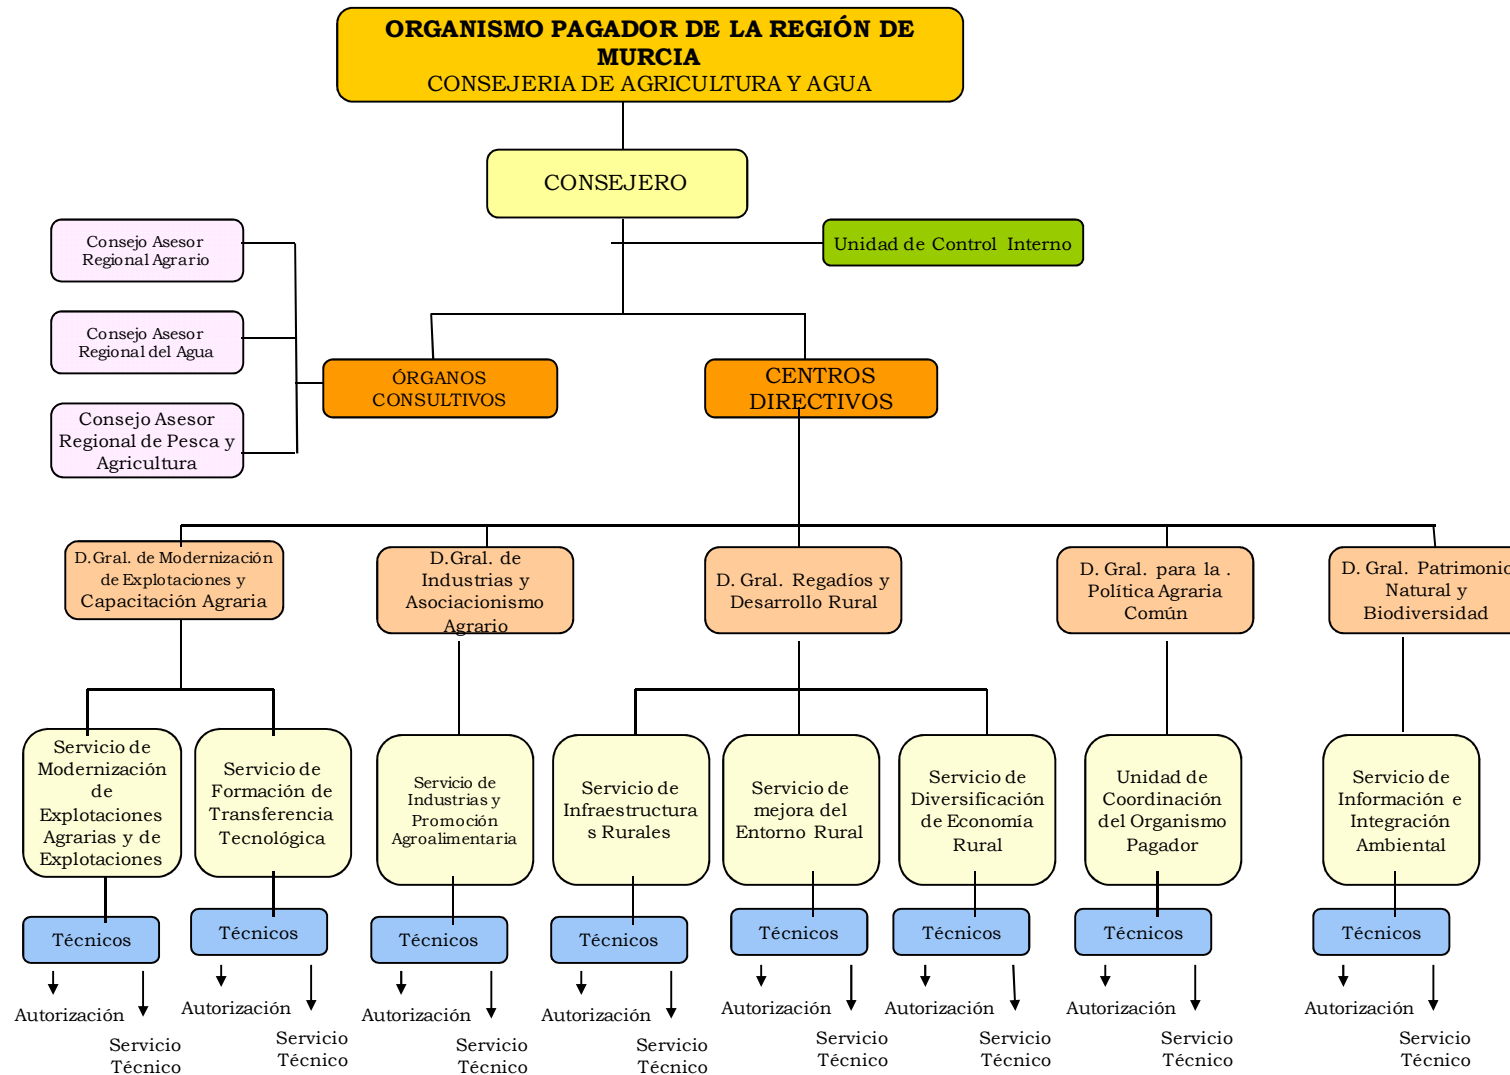 ORGANISMO PAGADOR DE LA REGIÓN DE
MURCIA
CONSEJERIA DE AGRICULTURA Y AGUA
CONSEJERO
Unidad de Control Interno
Consejo Asesor
Regional Agrario
Consejo Asesor
Regional del Agua
Consejo Asesor
Regional de Pesca y
Agricultura
ÓRGANOS
CONSULTIVOS
CENTROS
DIRECTIVOS
D.Gral. de Modernización
de Explotaciones y
Capacitación Agraria
D.Gral. de
Industrias y
Asociacionismo
Agrario
D. Gral. Regadíos y
Desarrollo Rural
D. Gral. para la .
Política Agraria
Común
D. Gral. Patrimonio
Natural y
Biodiversidad
Servicio de
Modernización
de
Explotaciones
Agrarias y de
Explotaciones
Servicio de
Formación de
Transferencia
Tecnológica
Servicio de
Industrias y
Promoción
Agroalimentaria
Servicio de
Infraestructura
s Rurales
Servicio de
mejora del
Entorno Rural
Servicio de
Diversificación
de Economía
Rural
Unidad de
Coordinación
del Organismo
Pagador
Servicio de
Información e
Integración
Ambiental
Técnicos
Técnicos
Técnicos
Técnicos
Técnicos
Técnicos
Técnicos
Técnicos
Autorización
Servicio
Técnico
Autorización
Servicio
Técnico
Autorización
Servicio
Técnico
Autorización
Servicio
Técnico
Autorización
Servicio
Técnico
Autorización
Servicio
Técnico
Autorización
Servicio
Técnico
Autorización
Servicio
Técnico